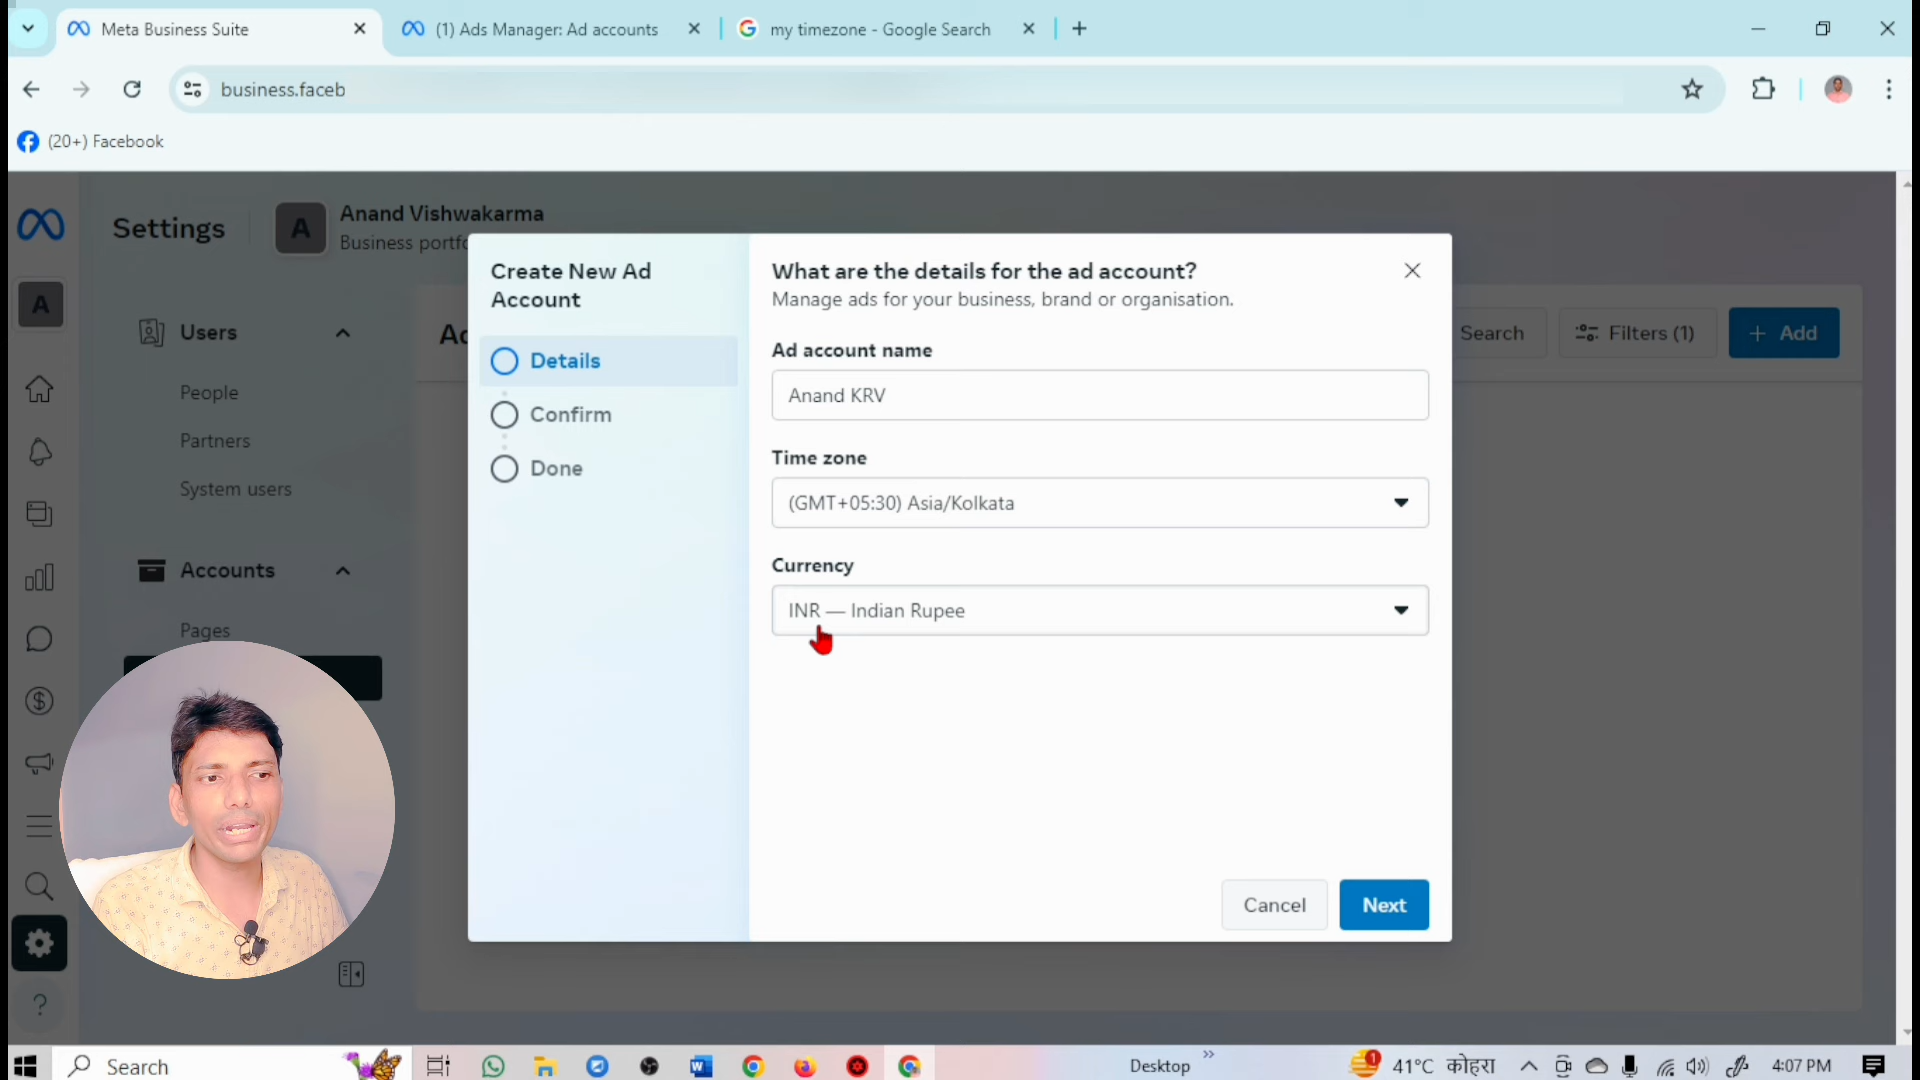 Meta Business Suite
(1) Ads Manager: Ad accounts
my timezone - Google Search
business.faceb
(20+) Facebook
Settings
A
Anand Vishwakarma
Business portfo
A
Users
People
Partners
System users
Accounts
Pages
Ad
Search
Filters (1)
+ Add
Create New Ad
Account
Details
Confirm
Done
What are the details for the ad account?
Manage ads for your business, brand or organisation.
Ad account name
Anand KRV
Time zone
(GMT+05:30) Asia/Kolkata
Currency
INR — Indian Rupee
Cancel
Next
Search
Desktop
1
41°C कोहरा
4:07 PM